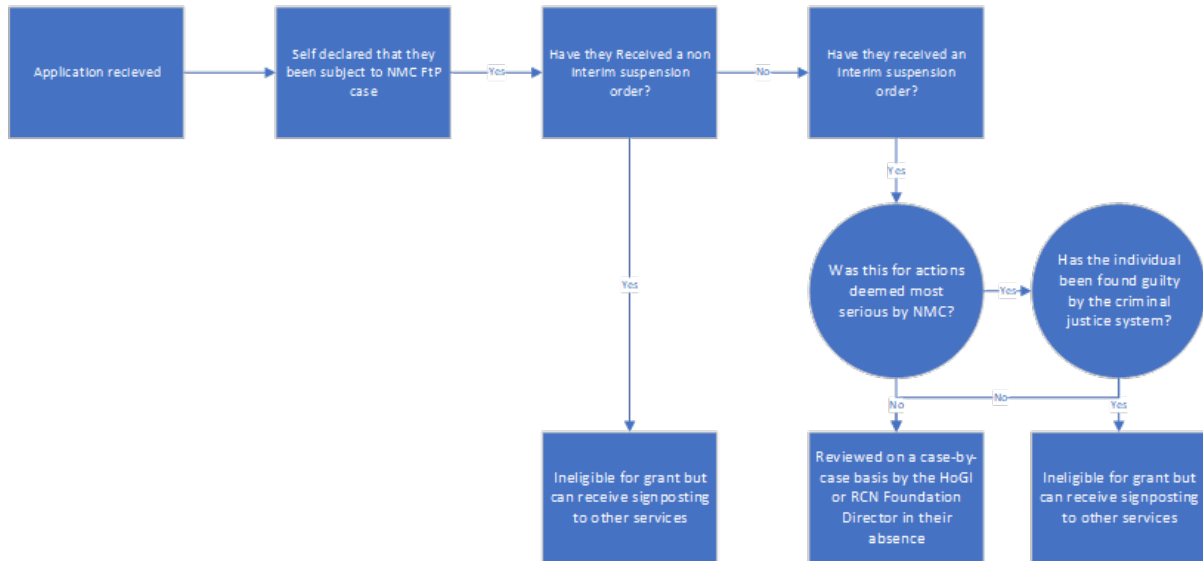 Application recieved
Self declared that they
been subject to NMC FtP
case
Yes
Have they Received a non
interim suspension
order?
No
Have they received an
interim suspension
order?
Yes
Yes
Was this for actions
deemed most
serious by NMC?
Yes
Has the individual
been found guilty
by the criminal
justice system?
No
No
Yes
Ineligible for grant but
can receive signposting
to other services
Reviewed on a case-by-
case basis by the HoGI
or RCN Foundation
Director in their
absence
Ineligible for grant but
can receive signposting
to other services